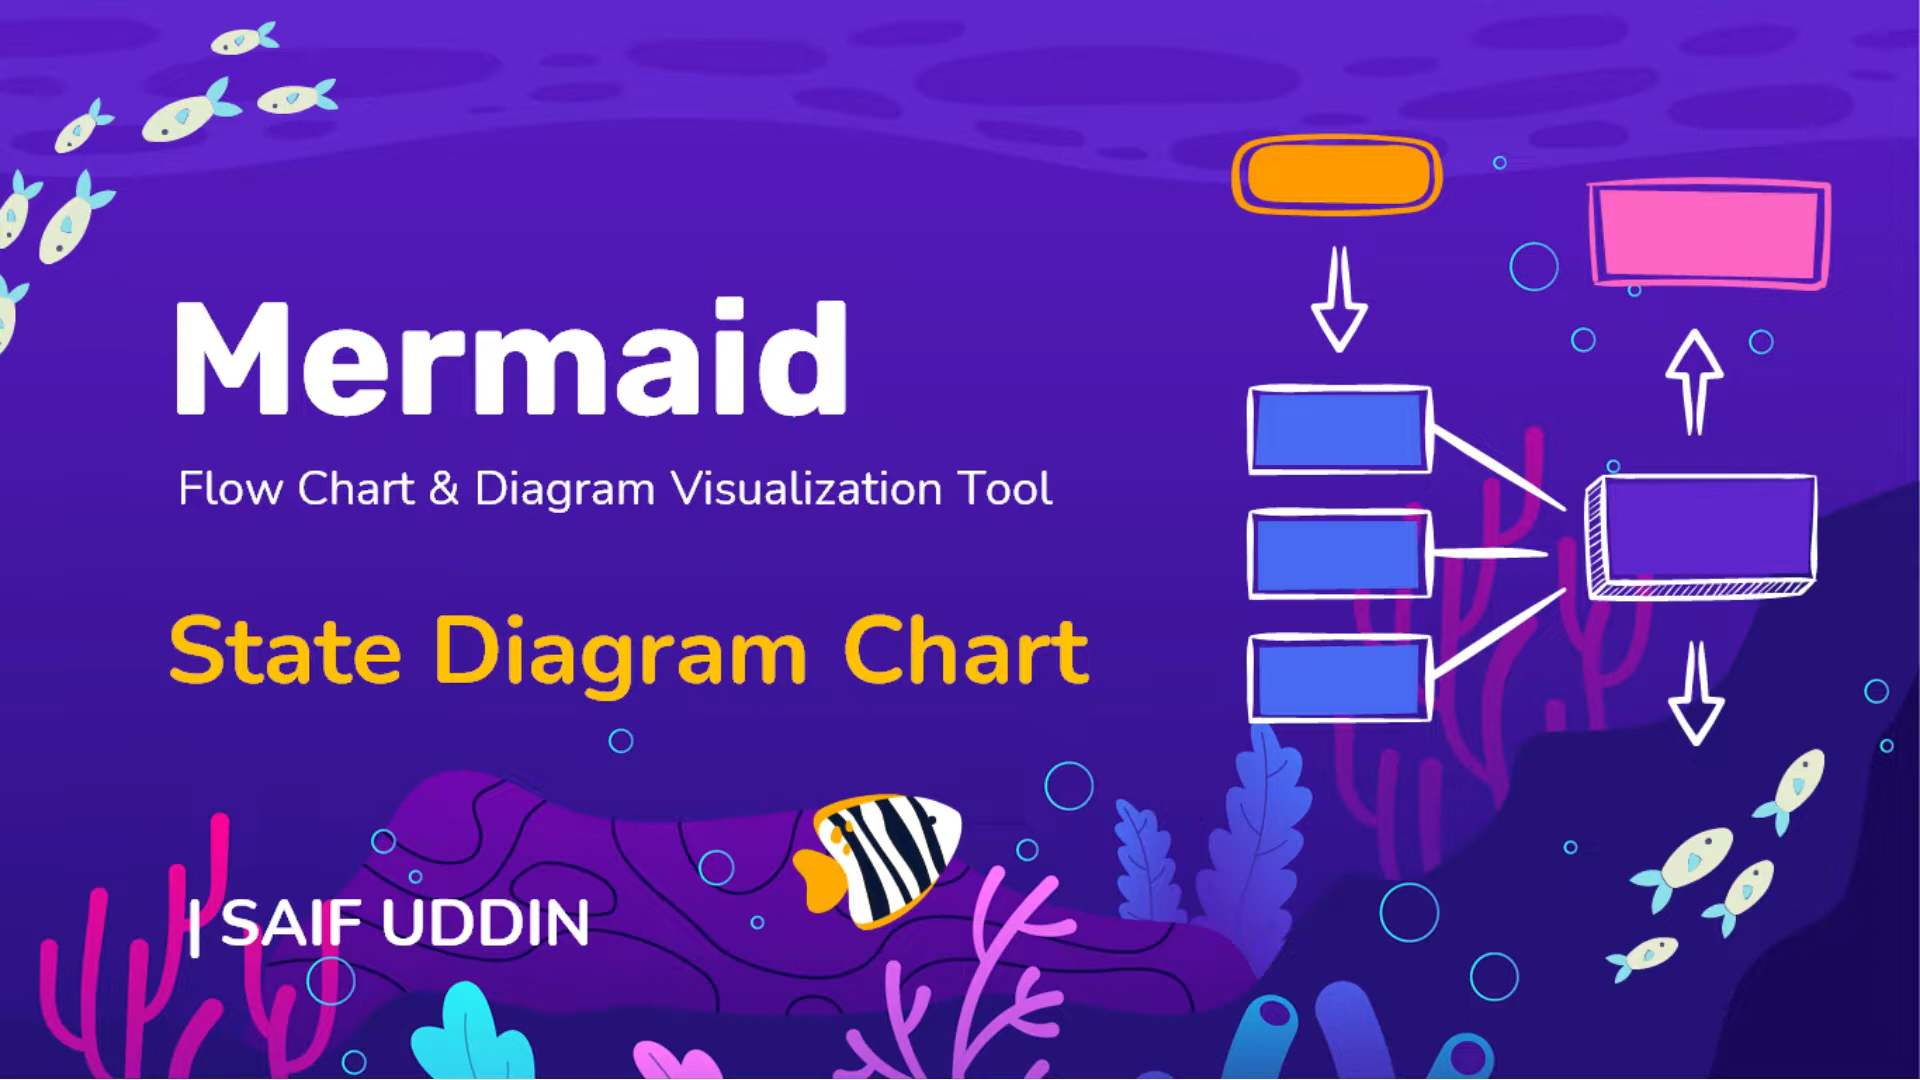 Mermaid
Flow Chart & Diagram Visualization Tool
State Diagram Chart
| SAIF UDDIN